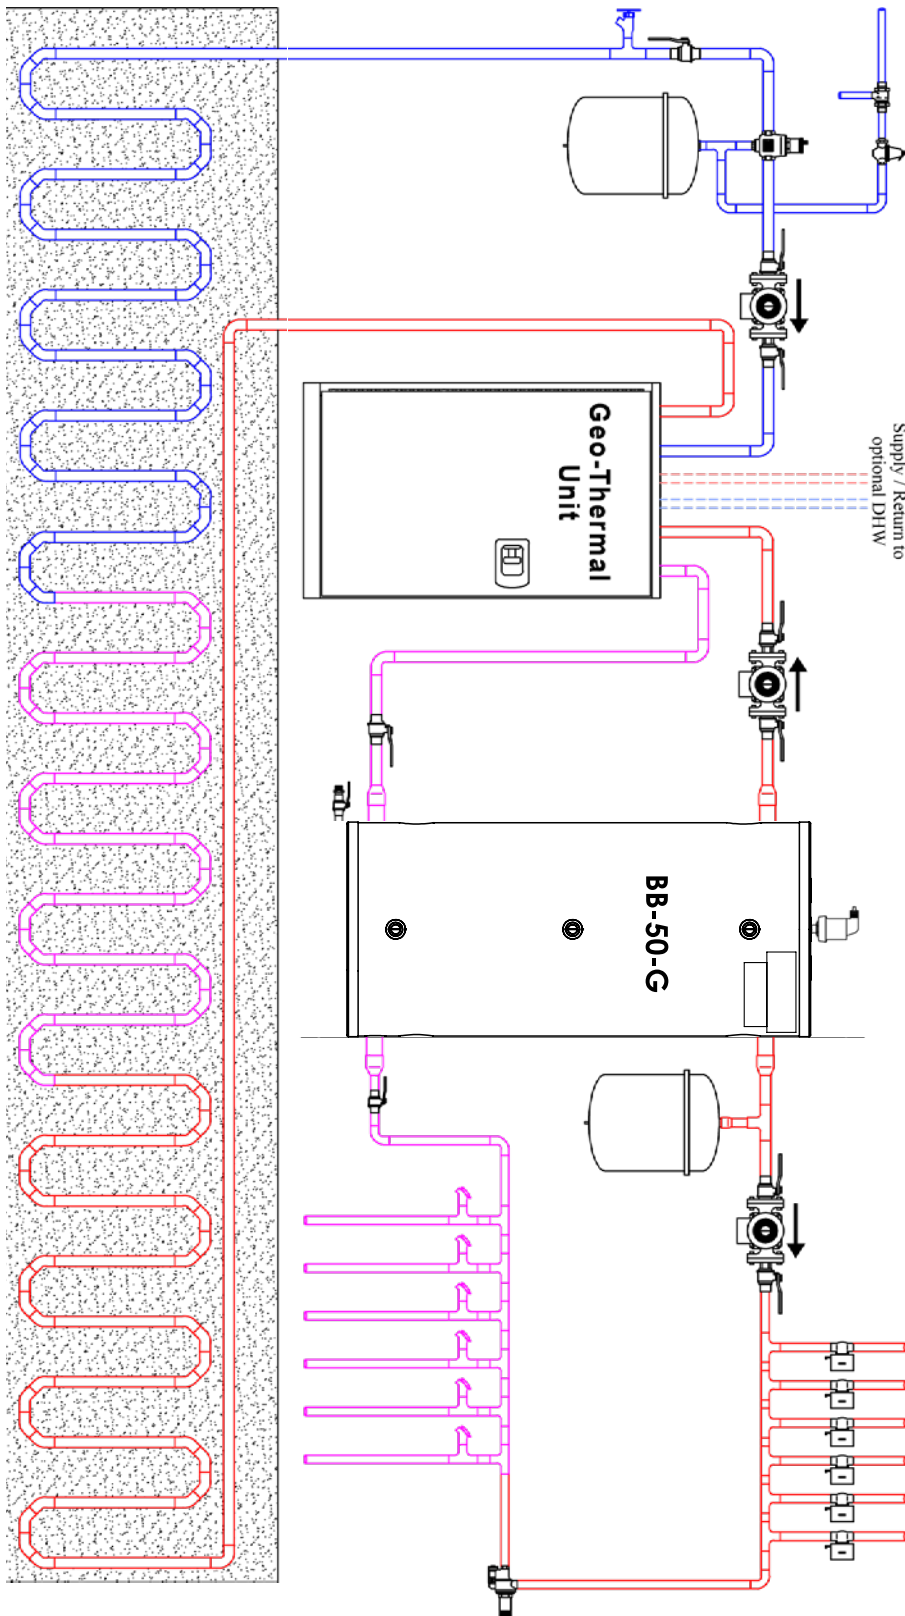 Supply / Return to
optional DHW
Geo-Thermal
Unit
BB-50-G